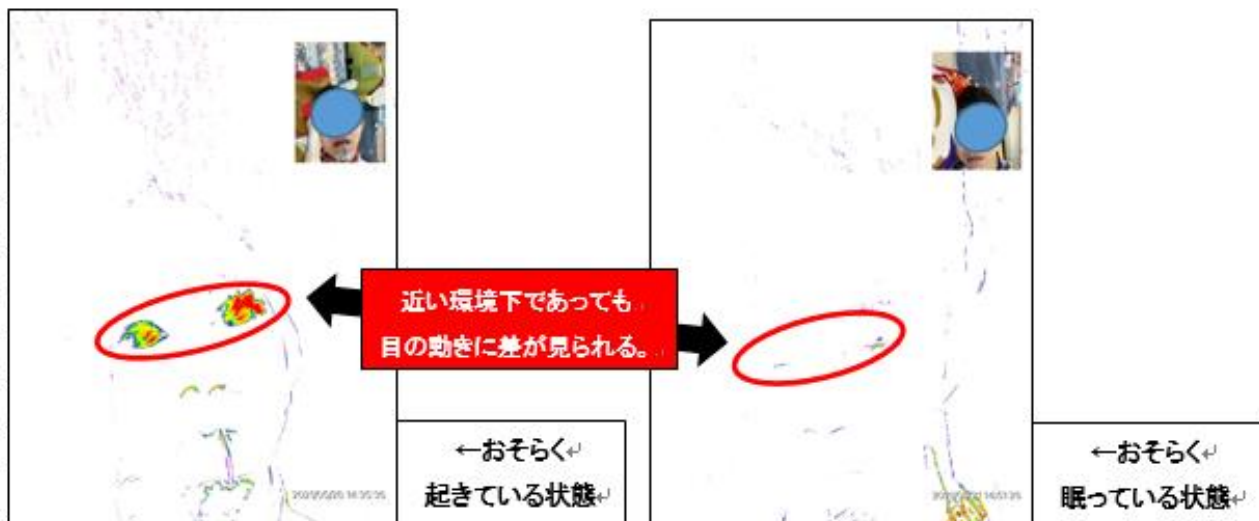 近い環境下であっても
目の動きに差が見られる。
←おそらく↵
起きている状態↵
←おそらく↵
眠っている状態↵